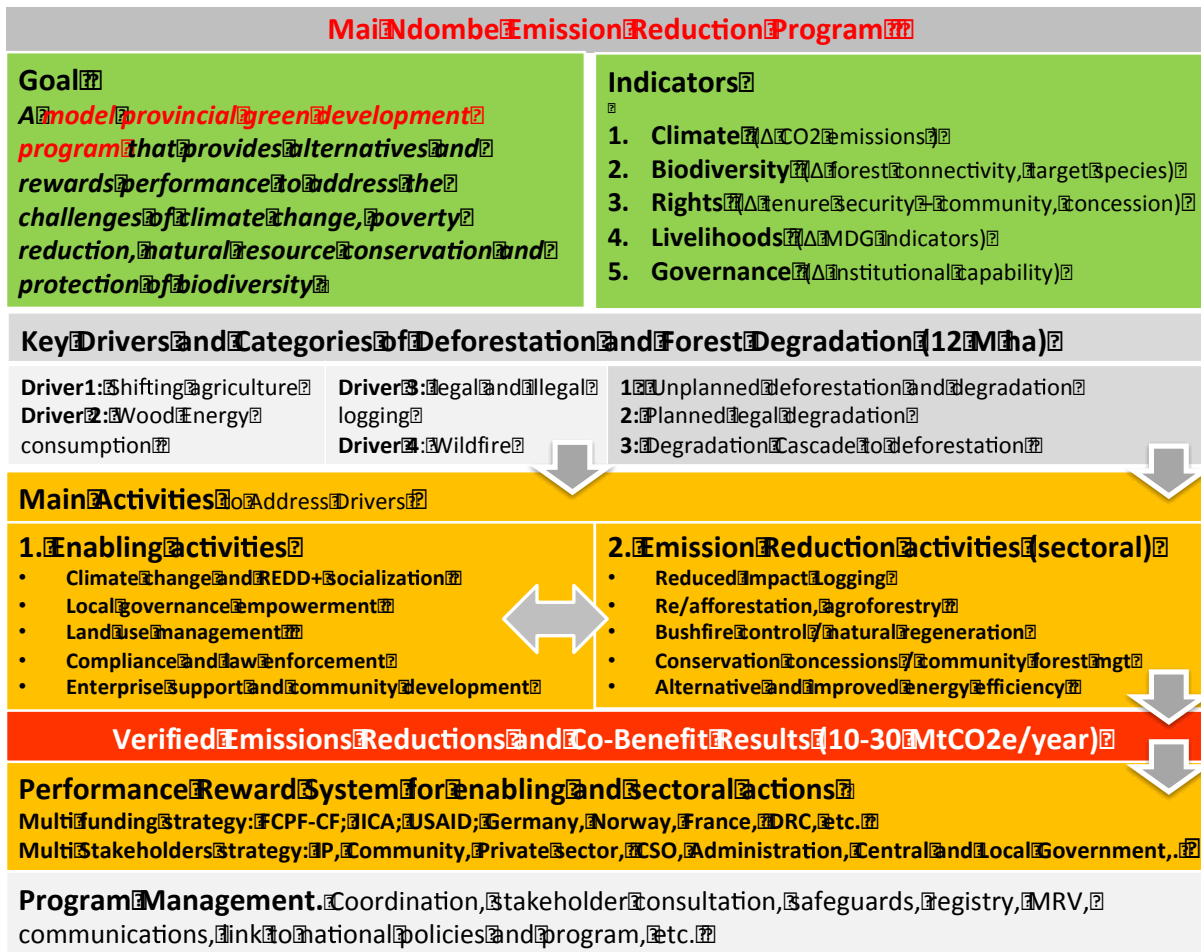 Mai Ndombe Emission Reduction Program
Goal
A model provincial green development
program that provides alternatives and
rewards performance to address the
challenges of climate change, poverty
reduction, natural resource conservation and
protection of biodiversity
Indicators
1. Climate (Δ CO2 emissions)
2. Biodiversity (Δ forest connectivity, target species)
3. Rights (Δ tenure security – community, concession)
4. Livelihoods (Δ MDG Indicators)
5. Governance (Δ institutional capability)
Key Drivers and Categories of Deforestation and Forest Degradation (12 M ha)
Driver1: Shifting agriculture
Driver 2: Wood Energy
consumption
Driver 3: legal and illegal
logging
Driver 4: Wildfire
1: Unplanned deforestation and degradation
2: Planned legal degradation
3: Degradation Cascade to deforestation
Main Activities to Address Drivers
1. Enabling activities
• Climate change and REDD+ socialization
• Local governance empowerment
• Land use management
• Compliance and law enforcement
• Enterprise support and community development
2. Emission Reduction activities (sectoral)
• Reduced Impact Logging
• Re/afforestation, agroforestry
• Bushfire control / natural regeneration
• Conservation concessions / community forest mgt
• Alternative and improved energy efficiency
Verified Emissions Reductions and Co-Benefit Results (10-30 MtCO2e/year)
Performance Reward System for enabling and sectoral actions
Multi funding strategy: FCPF-CF; JICA; USAID; Germany, Norway, France, DRC, etc.
Multi Stakeholders strategy: IP, Community, Private sector, CSO, Administration, Central and Local Government,.
Program Management. Coordination, stakeholder consultation, safeguards, registry, MRV,
communications, link to national policies and program, etc.